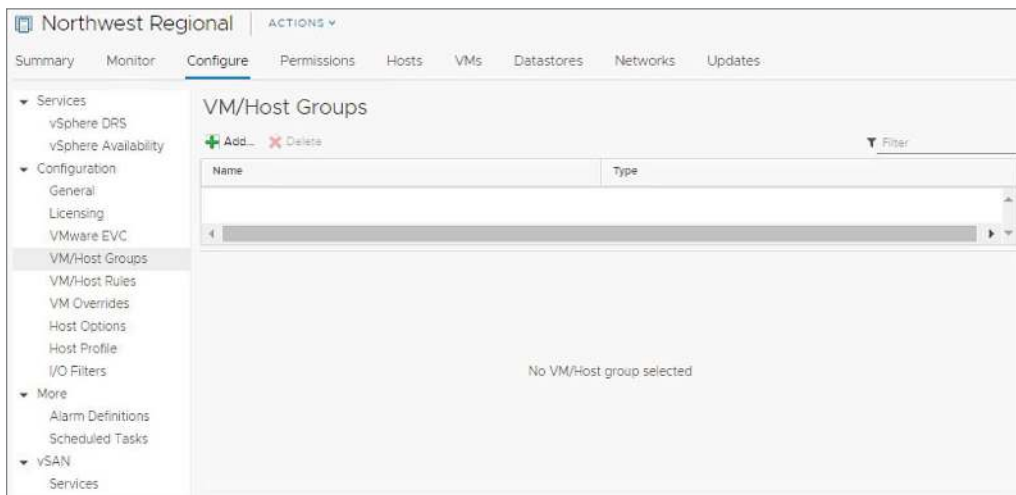 Northwest Regional ACTIONS
Summary Monitor Configure Permissions Hosts VMs Datastores Networks Updates
Services
vSphere DRS
vSphere Availability
Configuration
General
Licensing
VMware EVC
VM/Host Groups
VM/Host Rules
VM Overrides
Host Options
Host Profile
I/O Filters
More
Alarm Definitions
Scheduled Tasks
vSAN
Services
VM/Host Groups
Add... Delete Filter
Name Type
No VM/Host group selected